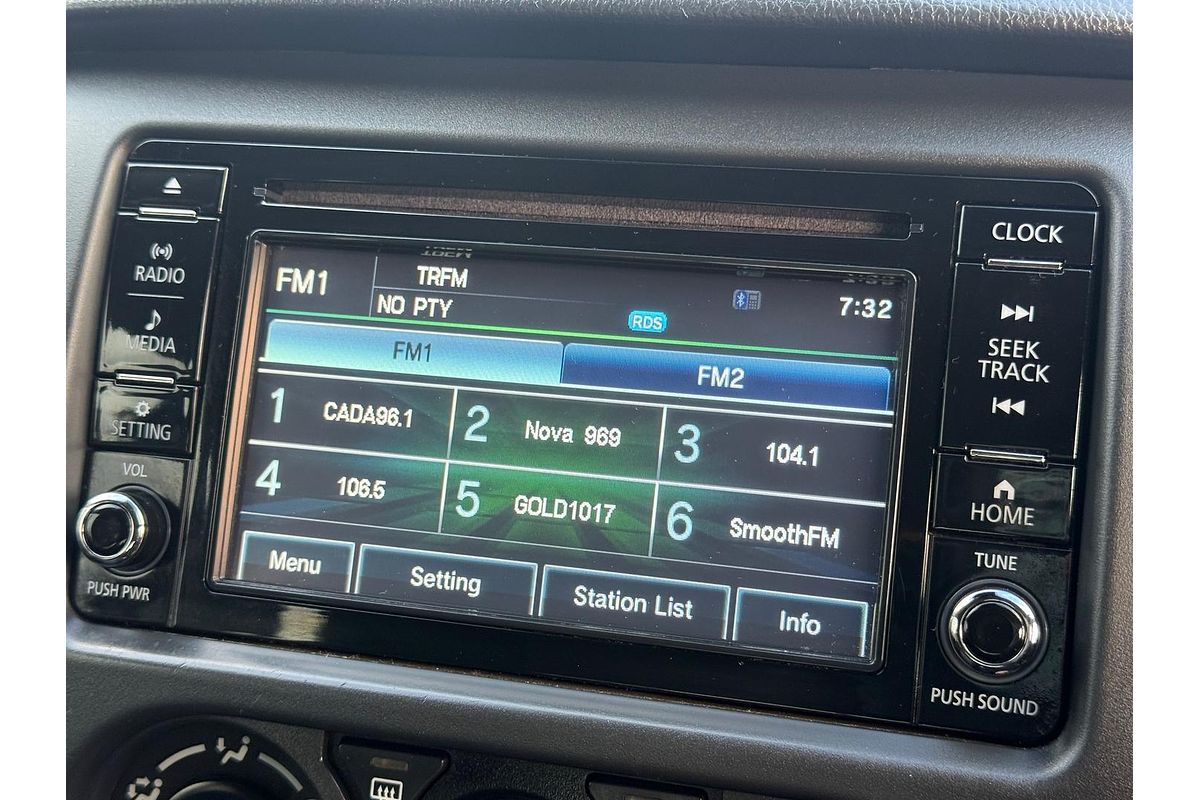 CLOCK
RADIO
MEDIA
SETTING
VOL
PUSH PWR
FM1
TRFM
NO PTY
RDS
7:32
FM1
FM2
1 CADA96.1
2 Nova 969
3 104.1
4 106.5
5 GOLD1017
6 SmoothFM
Menu
Setting
Station List
Info
SEEK
TRACK
HOME
TUNE
PUSH SOUND